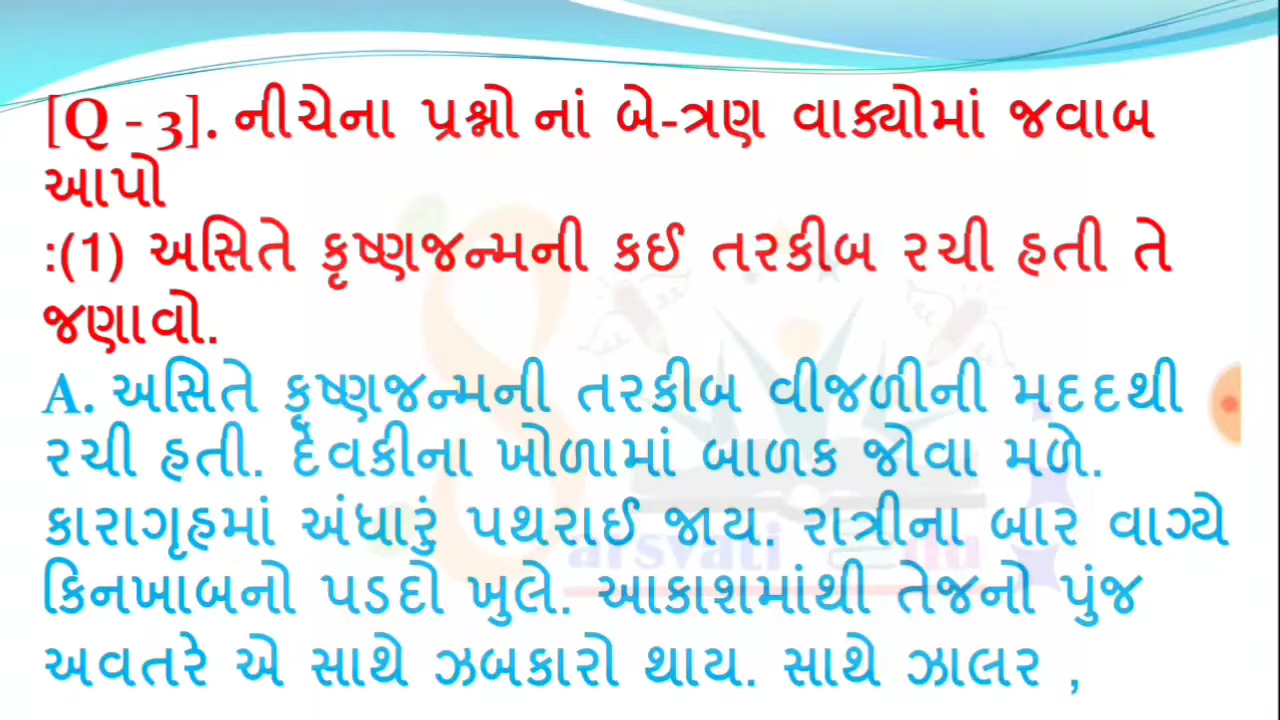 [Q - 3]. નીચેના પ્રશ્નો નાં બે-ત્રણ વાક્યોમાં જવાબ
આપો
:(1) અસિતે કૃષ્ણજન્મની કઈ તરકીબ રચી હતી તે
જણાવો.
A. અસિતે કૃષ્ણજન્મની તરકીબ વીજળીની મદદથી
રચી હતી. દેવકીના ખોળામાં બાળક જોવા મળે.
કારાગૃહમાં અંધારું પથરાઈ જાય. રાત્રીના બાર વાગ્યે
કિનખાબનો પડદો ખુલે. આકાશમાંથી તેજનો પુંજ
અવતરે એ સાથે ઝબકારો થાય. સાથે ઝાલર ,